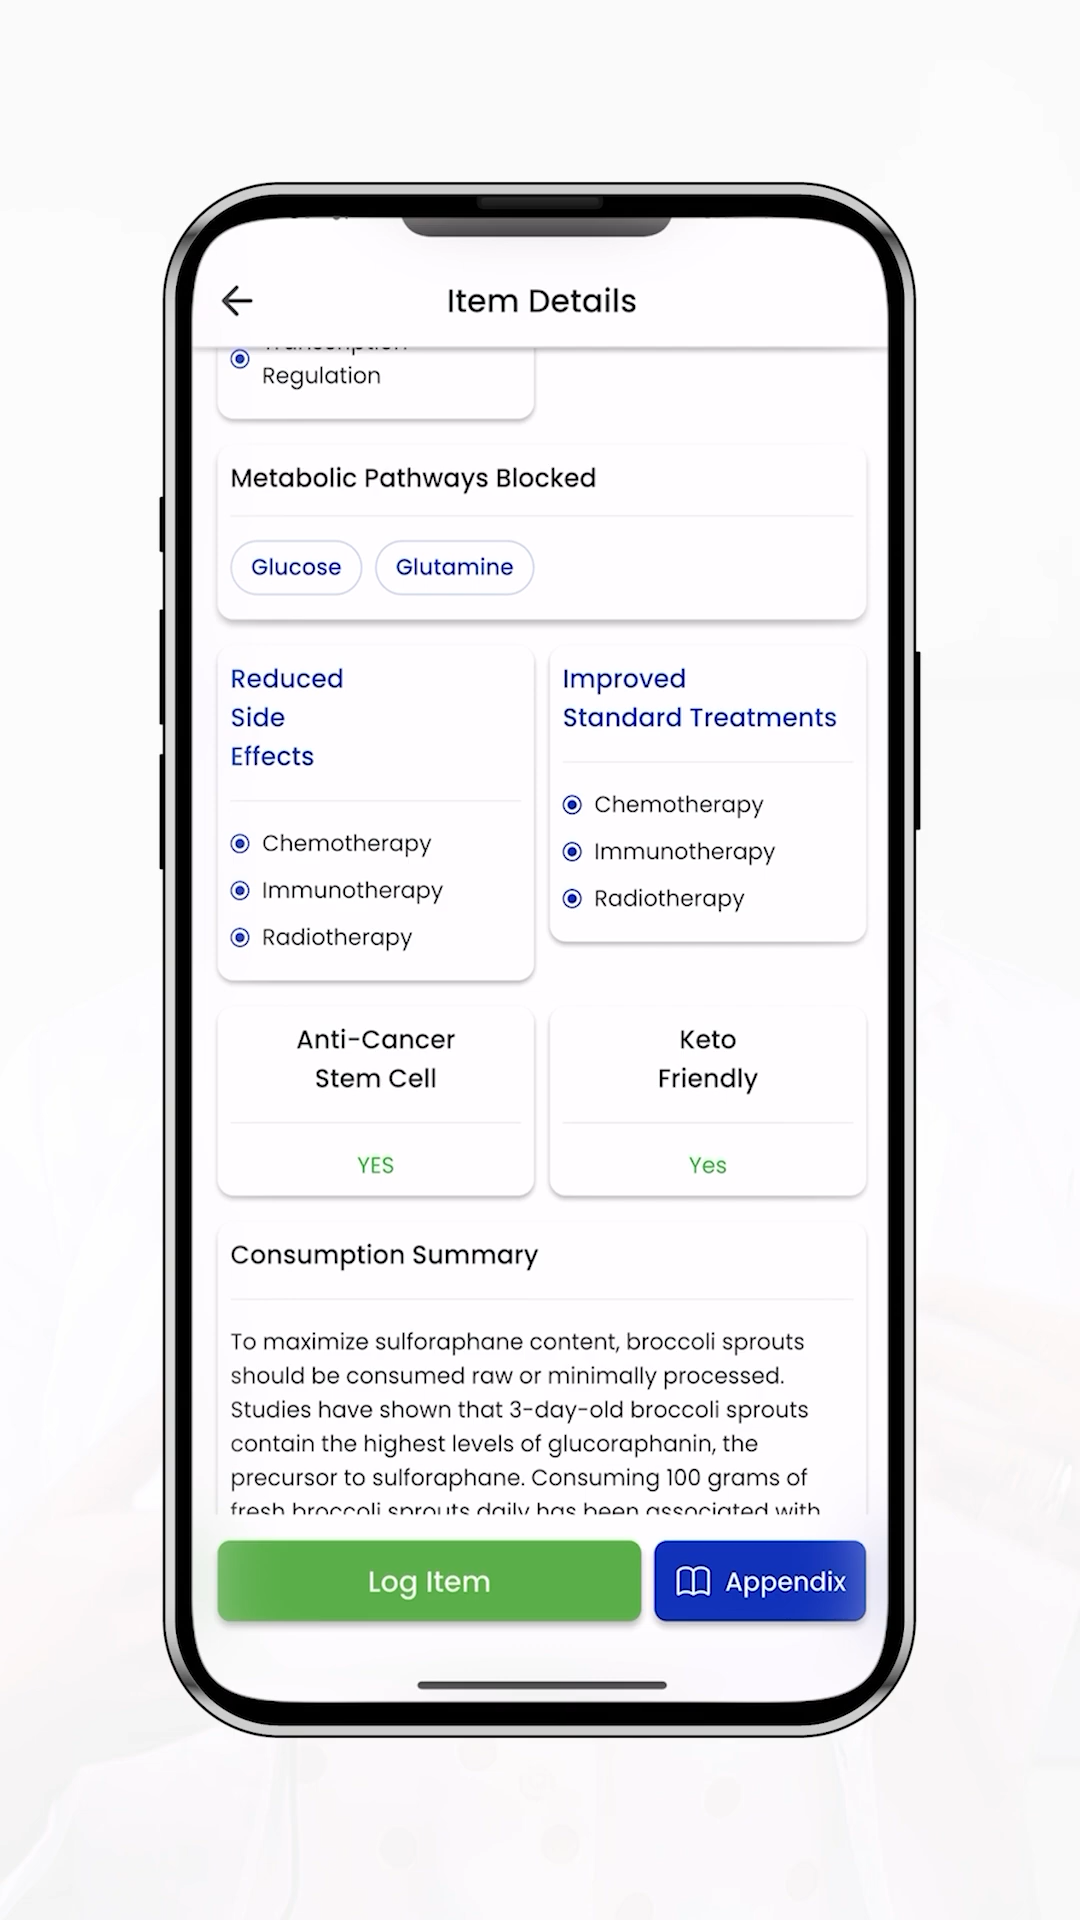 Item Details
Regulation
Metabolic Pathways Blocked
Glucose
Glutamine
Reduced
Side
Effects
Chemotherapy
Immunotherapy
Radiotherapy
Improved
Standard Treatments
Chemotherapy
Immunotherapy
Radiotherapy
Anti-Cancer
Stem Cell
YES
Keto
Friendly
Yes
Consumption Summary
To maximize sulforaphane content, broccoli sprouts
should be consumed raw or minimally processed.
Studies have shown that 3-day-old broccoli sprouts
contain the highest levels of glucoraphanin, the
precursor to sulforaphane. Consuming 100 grams of
fresh broccoli sprouts daily has been associated with
Log Item
Appendix